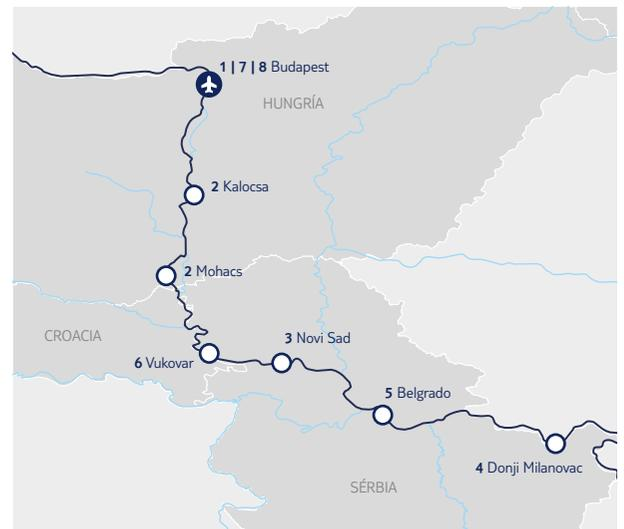 1 | 7 | 8 Budapest
HUNGRÍA
2 Kalocsa
2 Mohacs
CROACIA
3 Novi Sad
6 Vukovar
5 Belgrado
4 Donji Milanovac
SÉRBIA